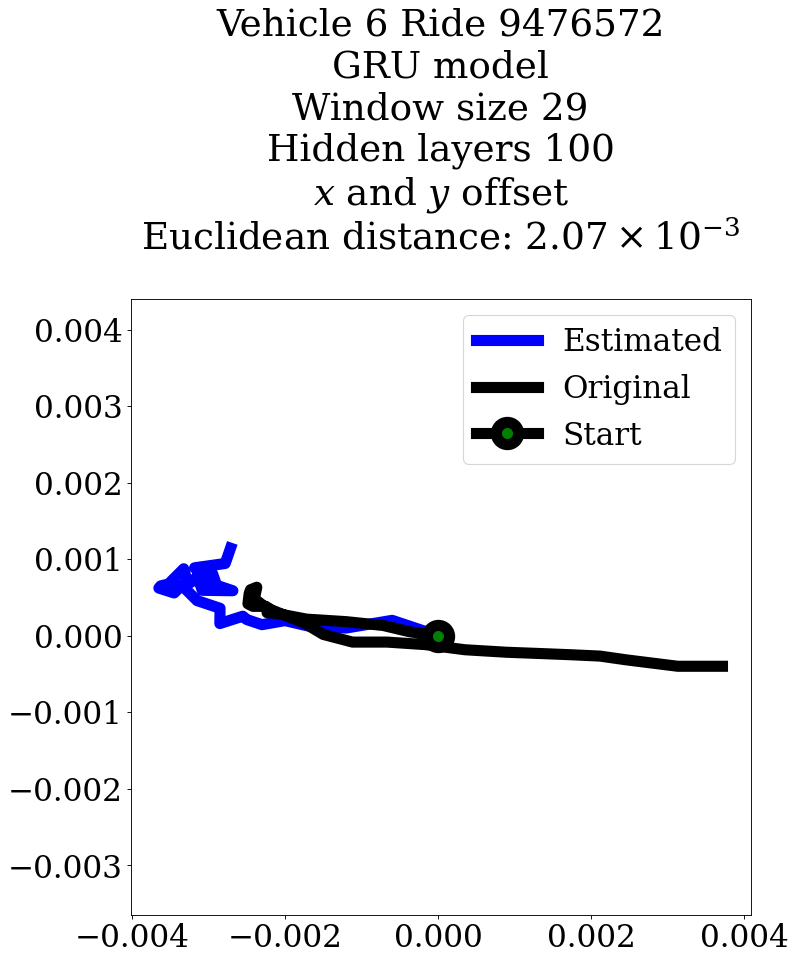 Vehicle 6 Ride 9476572
GRU model
Window size 29
Hidden layers 100
x and y offset
Euclidean distance: 2.07 × 10⁻³
Estimated
Original
Start
0.004
0.003
0.002
0.001
0.000
−0.001
−0.002
−0.003
−0.004 −0.002 0.000 0.002 0.004